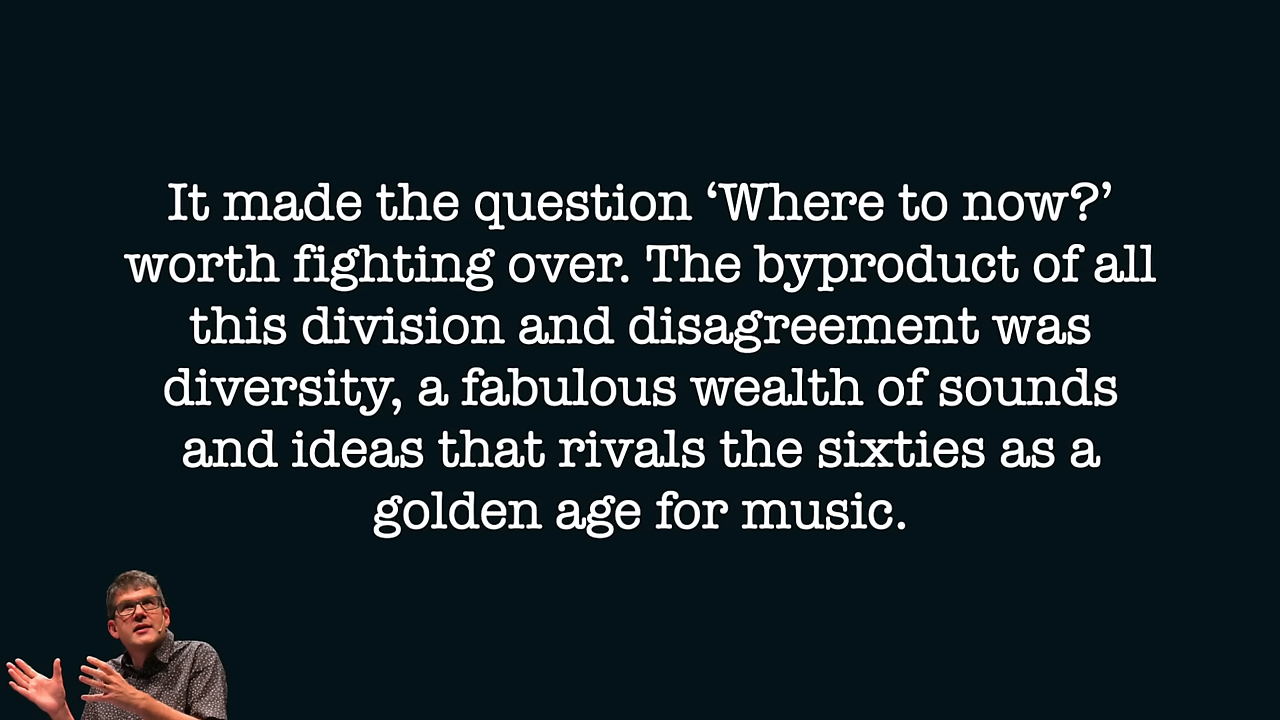 It made the question ‘Where to now?’
worth fighting over. The byproduct of all
this division and disagreement was
diversity, a fabulous wealth of sounds
and ideas that rivals the sixties as a
golden age for music.